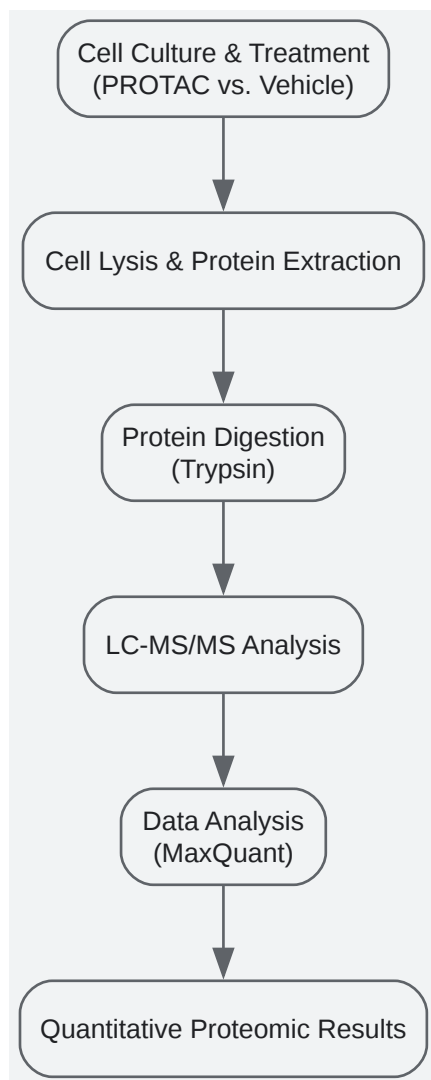 Cell Culture & Treatment
(PROTAC vs. Vehicle)
Cell Lysis & Protein Extraction
Protein Digestion
(Trypsin)
LC-MS/MS Analysis
Data Analysis
(MaxQuant)
Quantitative Proteomic Results